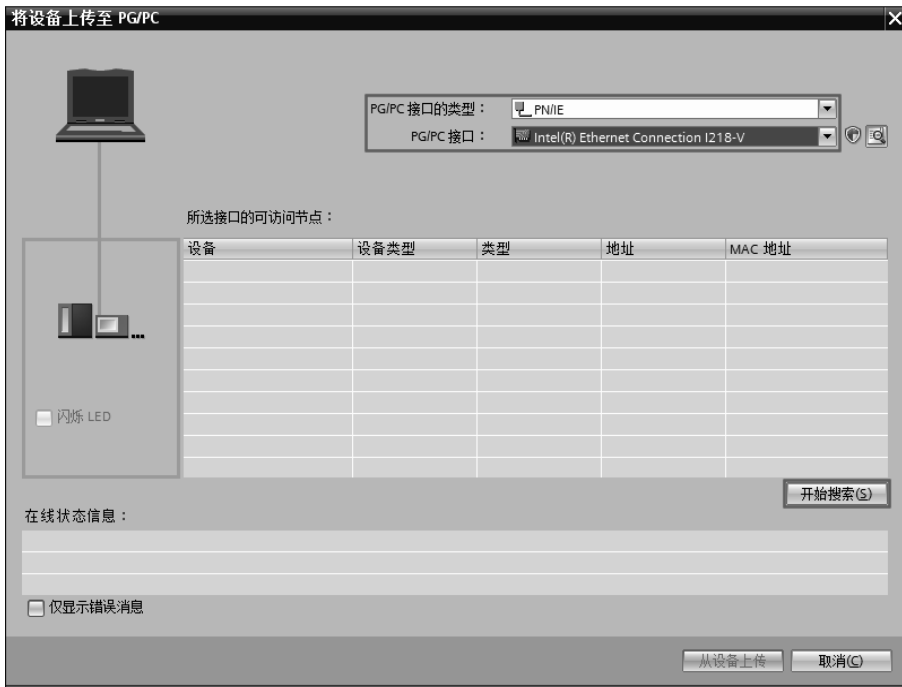 将设备上传至 PG/PC
PG/PC 接口的类型：
PN/IE
PG/PC 接口：
Intel(R) Ethernet Connection I218-V
所选接口的可访问节点：
设备 设备类型 类型 地址 MAC 地址
闪烁 LED
开始搜索(S)
在线状态信息：
仅显示错误消息
从设备上传 取消(C)